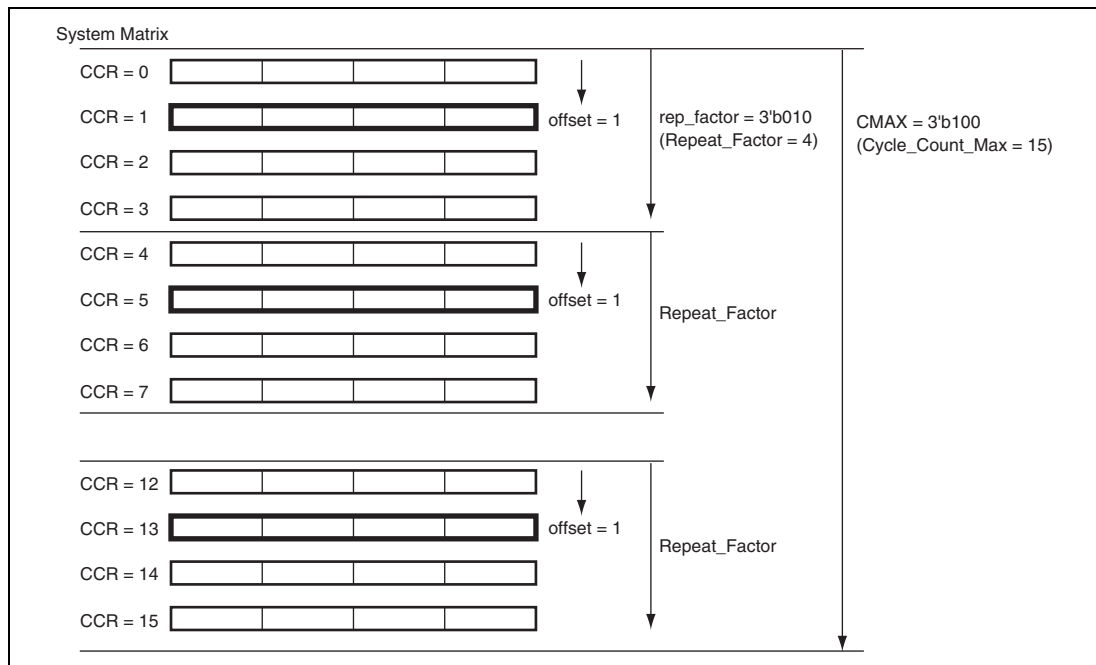 System Matrix
CCR = 0
CCR = 1
offset = 1
rep_factor = 3'b010
(Repeat_Factor = 4)
CMAX = 3'b100
(Cycle_Count_Max = 15)
CCR = 2
CCR = 3
CCR = 4
CCR = 5
offset = 1
Repeat_Factor
CCR = 6
CCR = 7
CCR = 12
CCR = 13
offset = 1
Repeat_Factor
CCR = 14
CCR = 15